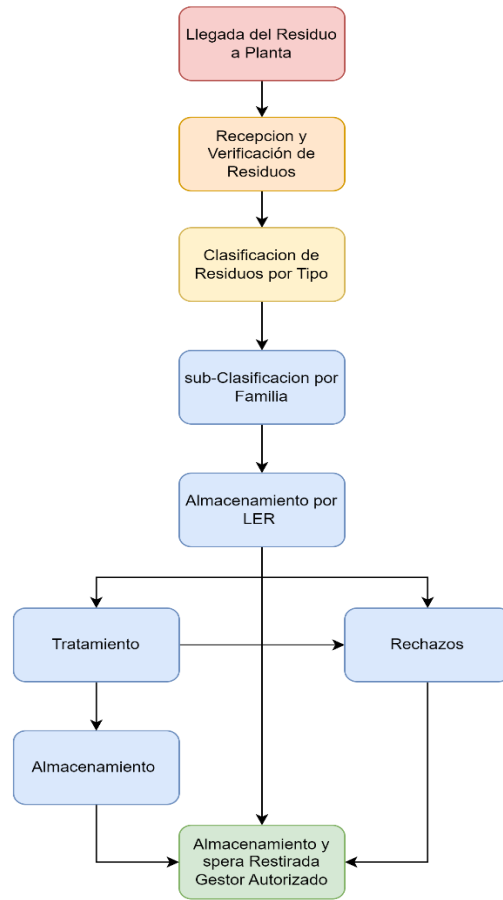 Llegada del Residuo
a Planta
Recepcion y
Verificación de
Residuos
Clasificacion de
Residuos por Tipo
sub-Clasificacion por
Familia
Almacenamiento por
LER
Tratamiento
Rechazos
Almacenamiento
Almacenamiento y
spera Restirada
Gestor Autorizado